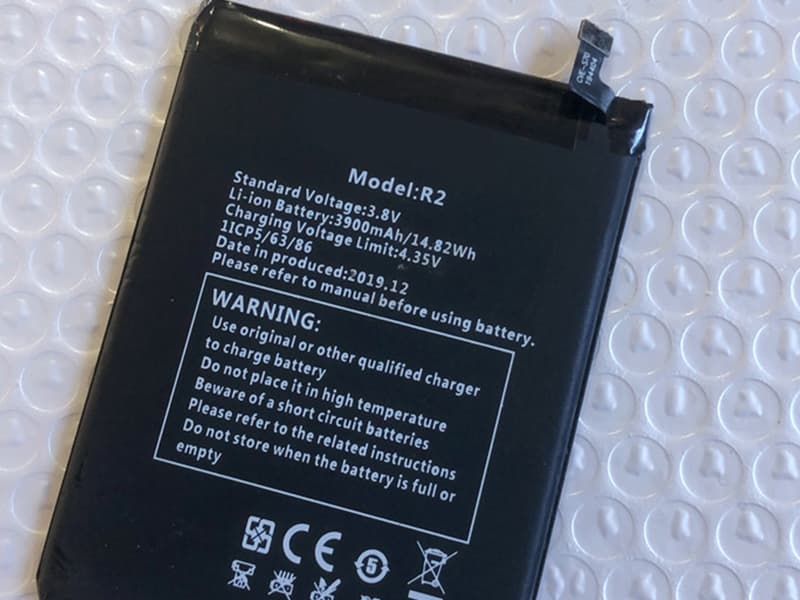 Model:R2
Standard Voltage:3.8V
Li-ion Battery:3900mAh/14.82Wh
Charging Voltage Limit:4.35V
1ICP5/63/86
Date in produced:2019.12
Please refer to manual before using battery.
WARNING:
Use original or other qualified charger
to charge battery
Do not place it in high temperature
Beware of a short circuit batteries
Please refer to the related instructions
Do not store when the battery is full or
empty
CE
5